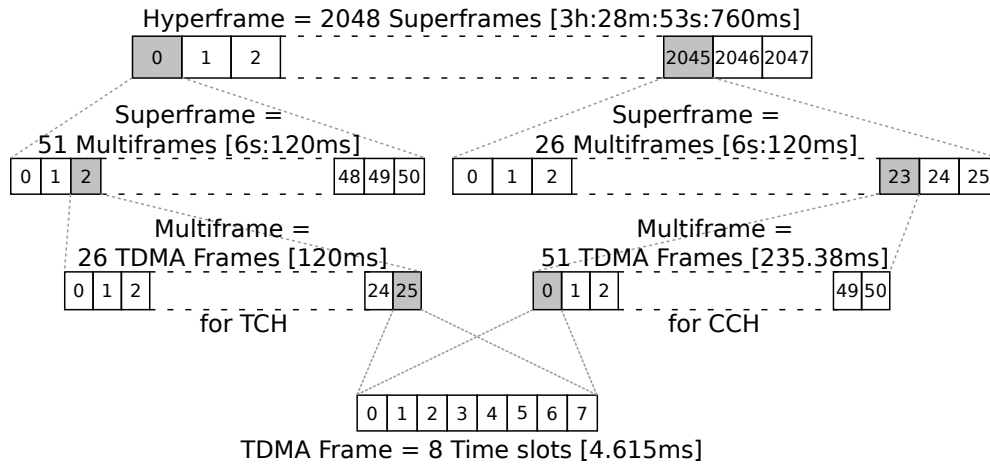 Hyperframe = 2048 Superframes [3h:28m:53s:760ms]
0 1 2 2045 2046 2047
Superframe =
51 Multiframes [6s:120ms]
Superframe =
26 Multiframes [6s:120ms]
0 1 2 48 49 50
0 1 2 23 24 25
Multiframe =
26 TDMA Frames [120ms]
Multiframe =
51 TDMA Frames [235.38ms]
0 1 2 24 25
0 1 2 49 50
for TCH
for CCH
0 1 2 3 4 5 6 7
TDMA Frame = 8 Time slots [4.615ms]